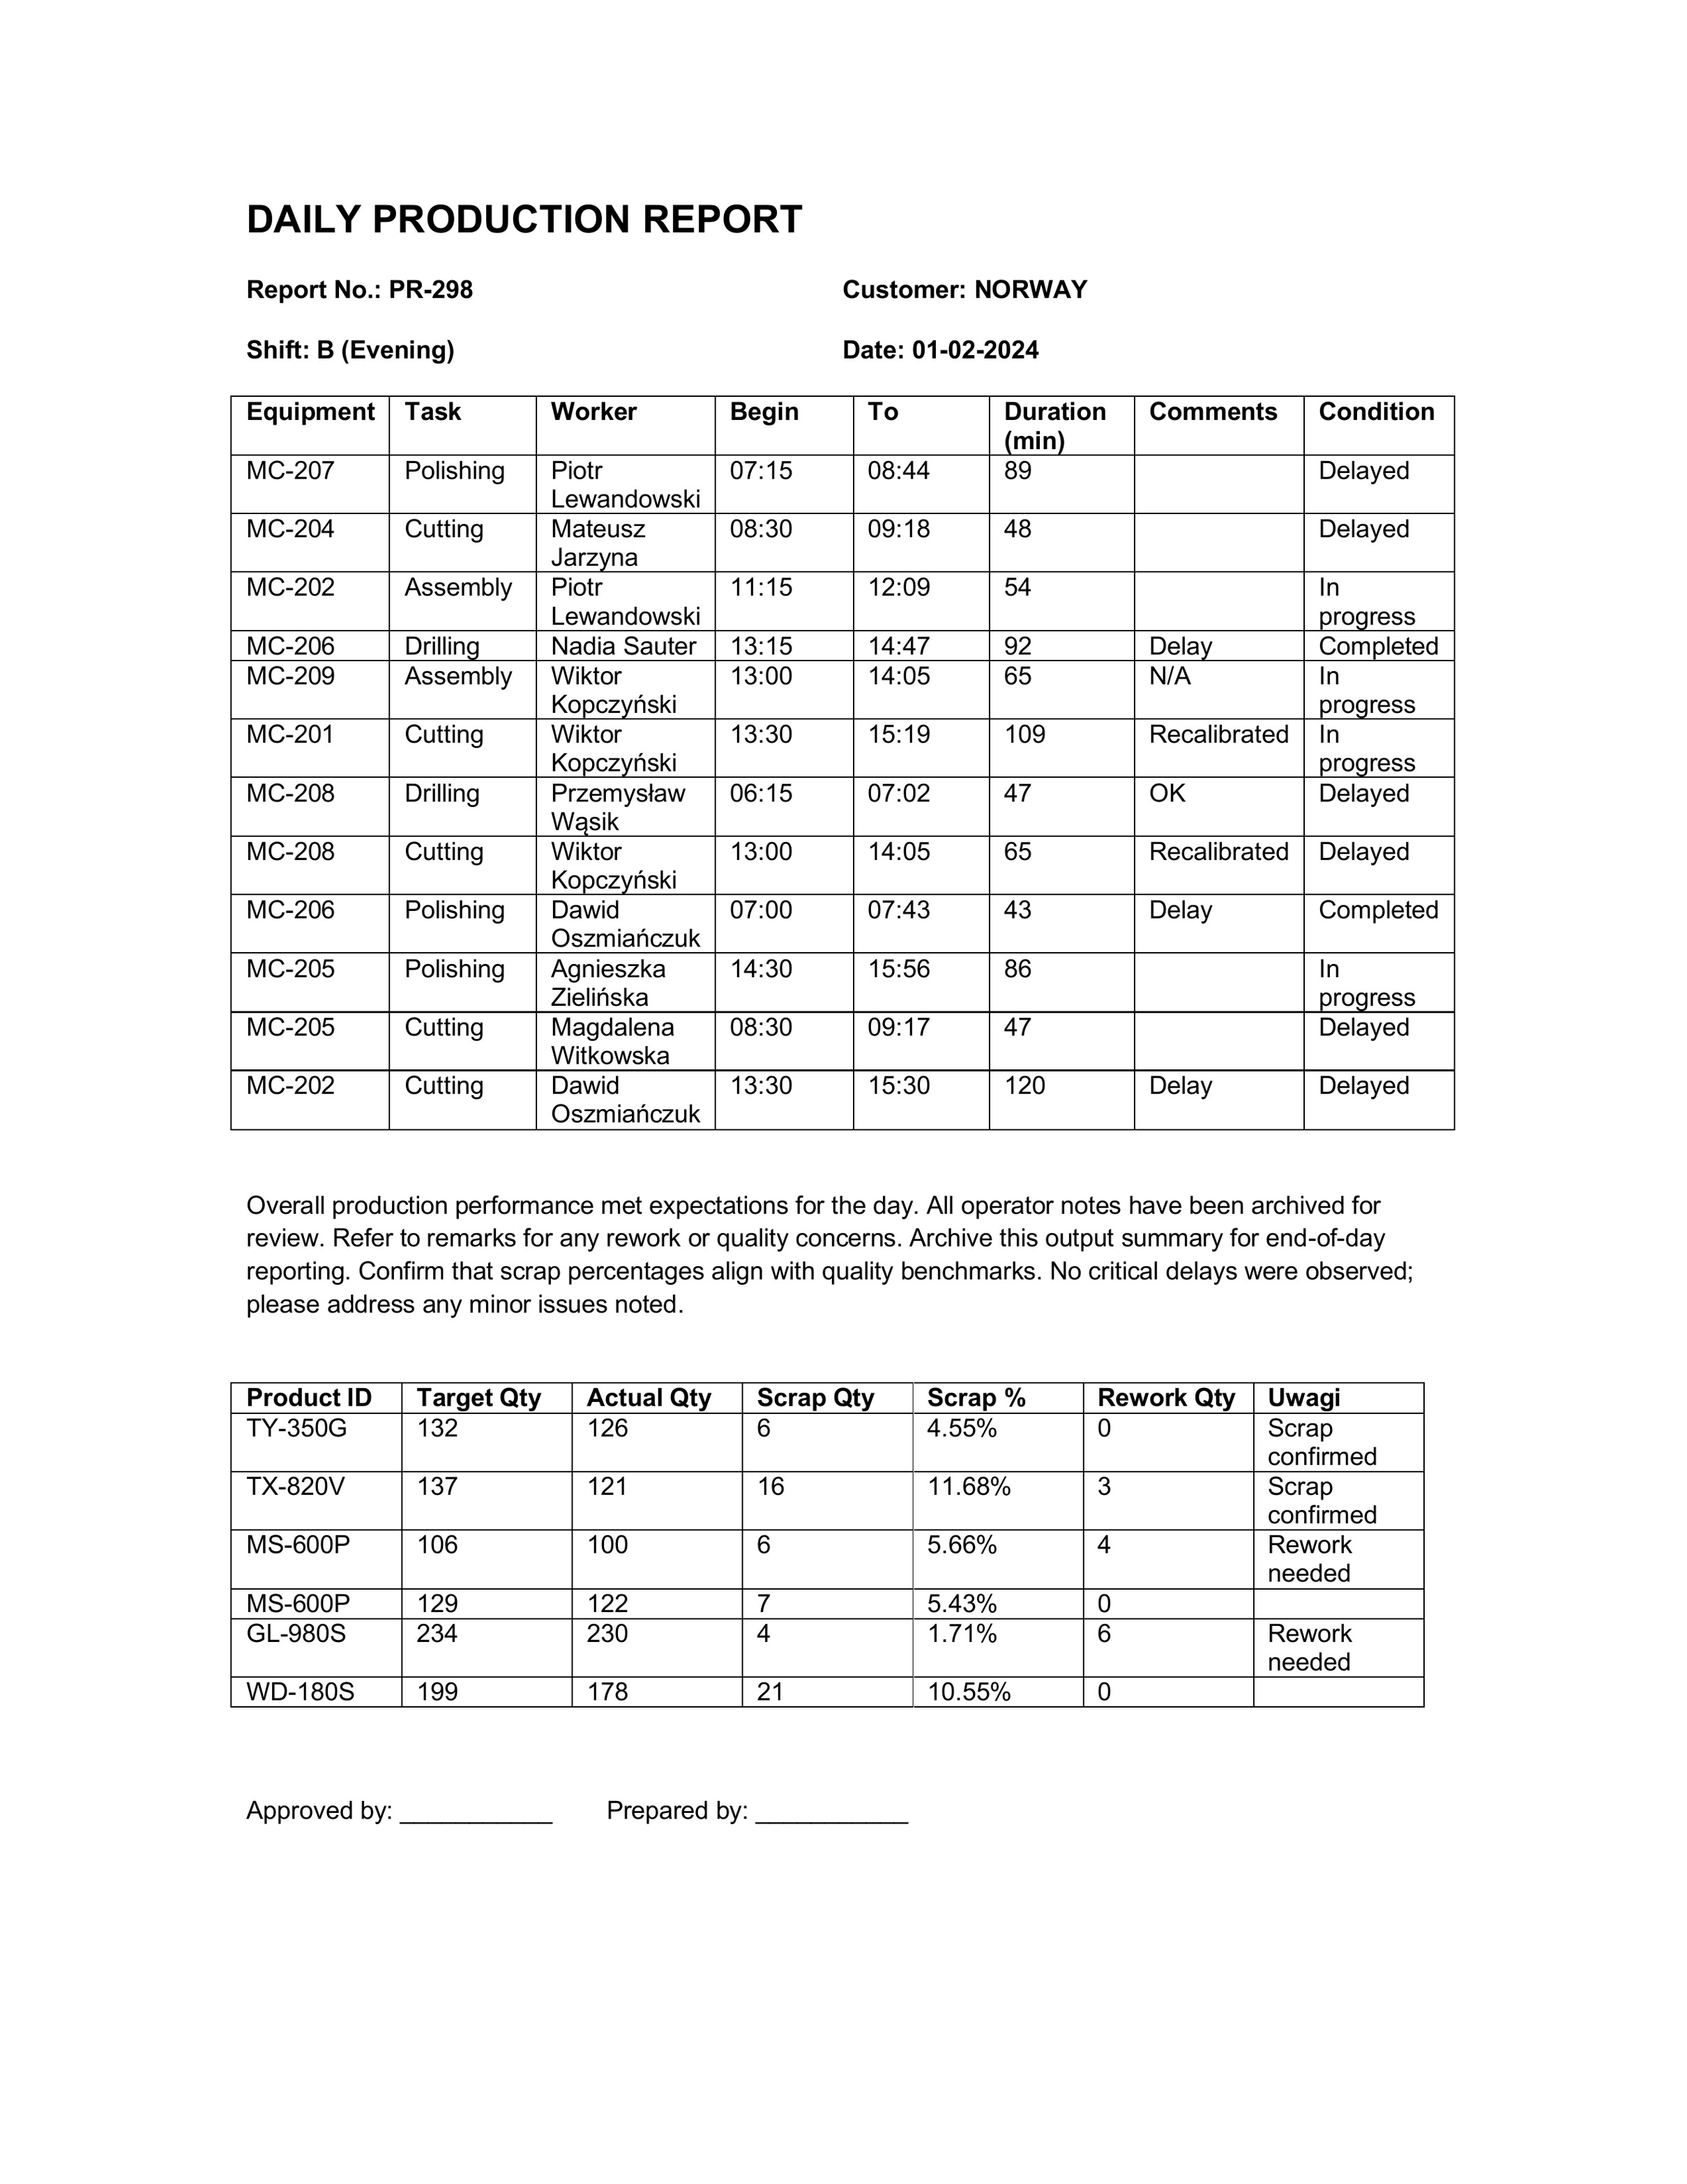 DAILY PRODUCTION REPORT
Report No.: PR-298 Customer: NORWAY
Shift: B (Evening) Date: 01-02-2024
Equipment Task Worker Begin To Duration (min) Comments Condition
MC-207 Polishing Piotr Lewandowski 07:15 08:44 89 Delayed
MC-204 Cutting Mateusz Jarzyna 08:30 09:18 48 Delayed
MC-202 Assembly Piotr Lewandowski 11:15 12:09 54 In progress
MC-206 Drilling Nadia Sauter 13:15 14:47 92 Delay Completed
MC-209 Assembly Wiktor Kopczyński 13:00 14:05 65 N/A In progress
MC-201 Cutting Wiktor Kopczyński 13:30 15:19 109 Recalibrated In progress
MC-208 Drilling Przemysław Wąsik 06:15 07:02 47 OK Delayed
MC-208 Cutting Wiktor Kopczyński 13:00 14:05 65 Recalibrated Delayed
MC-206 Polishing Dawid Oszmiańczuk 07:00 07:43 43 Delay Completed
MC-205 Polishing Agnieszka Zielińska 14:30 15:56 86 In progress
MC-205 Cutting Magdalena Witkowska 08:30 09:17 47 Delayed
MC-202 Cutting Dawid Oszmiańczuk 13:30 15:30 120 Delay Delayed
Overall production performance met expectations for the day. All operator notes have been archived for
review. Refer to remarks for any rework or quality concerns. Archive this output summary for end-of-day
reporting. Confirm that scrap percentages align with quality benchmarks. No critical delays were observed;
please address any minor issues noted.
Product ID Target Qty Actual Qty Scrap Qty Scrap % Rework Qty Uwagi
TY-350G 132 126 6 4.55% 0 Scrap confirmed
TX-820V 137 121 16 11.68% 3 Scrap confirmed
MS-600P 106 100 6 5.66% 4 Rework needed
MS-600P 129 122 7 5.43% 0
GL-980S 234 230 4 1.71% 6 Rework needed
WD-180S 199 178 21 10.55% 0
Approved by: ___________ Prepared by: ___________